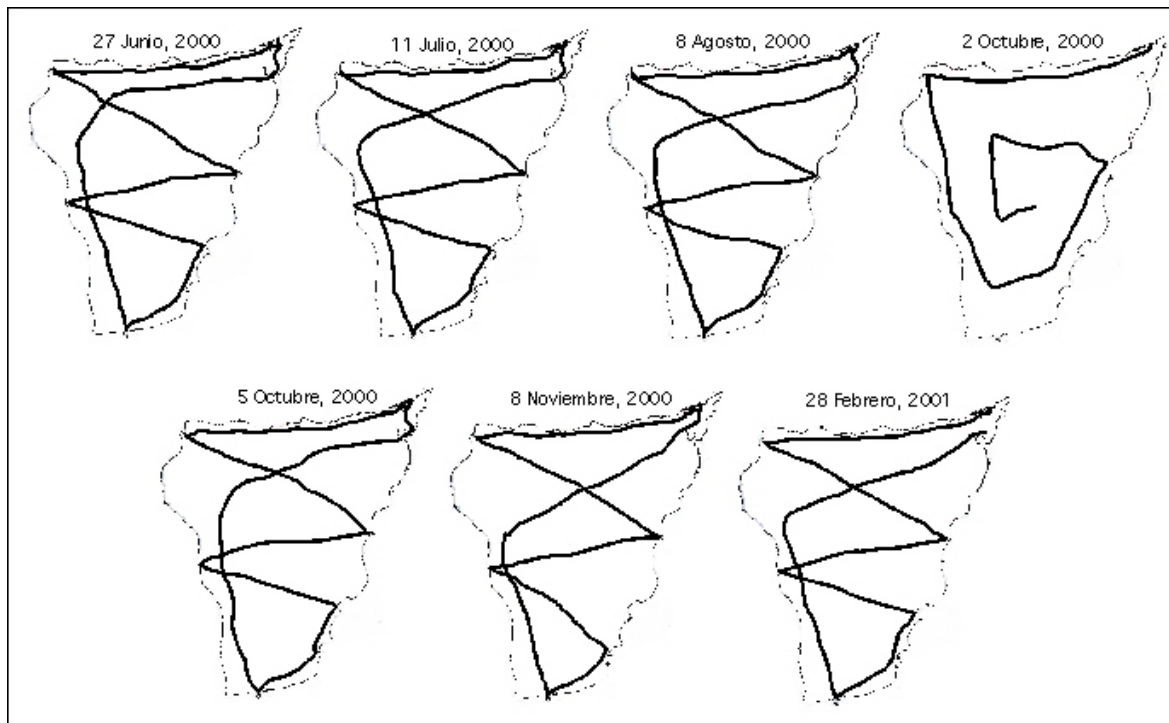 27 Junio, 2000
11 Julio, 2000
8 Agosto, 2000
2 Octubre, 2000
5 Octubre, 2000
8 Noviembre, 2000
28 Febrero, 2001